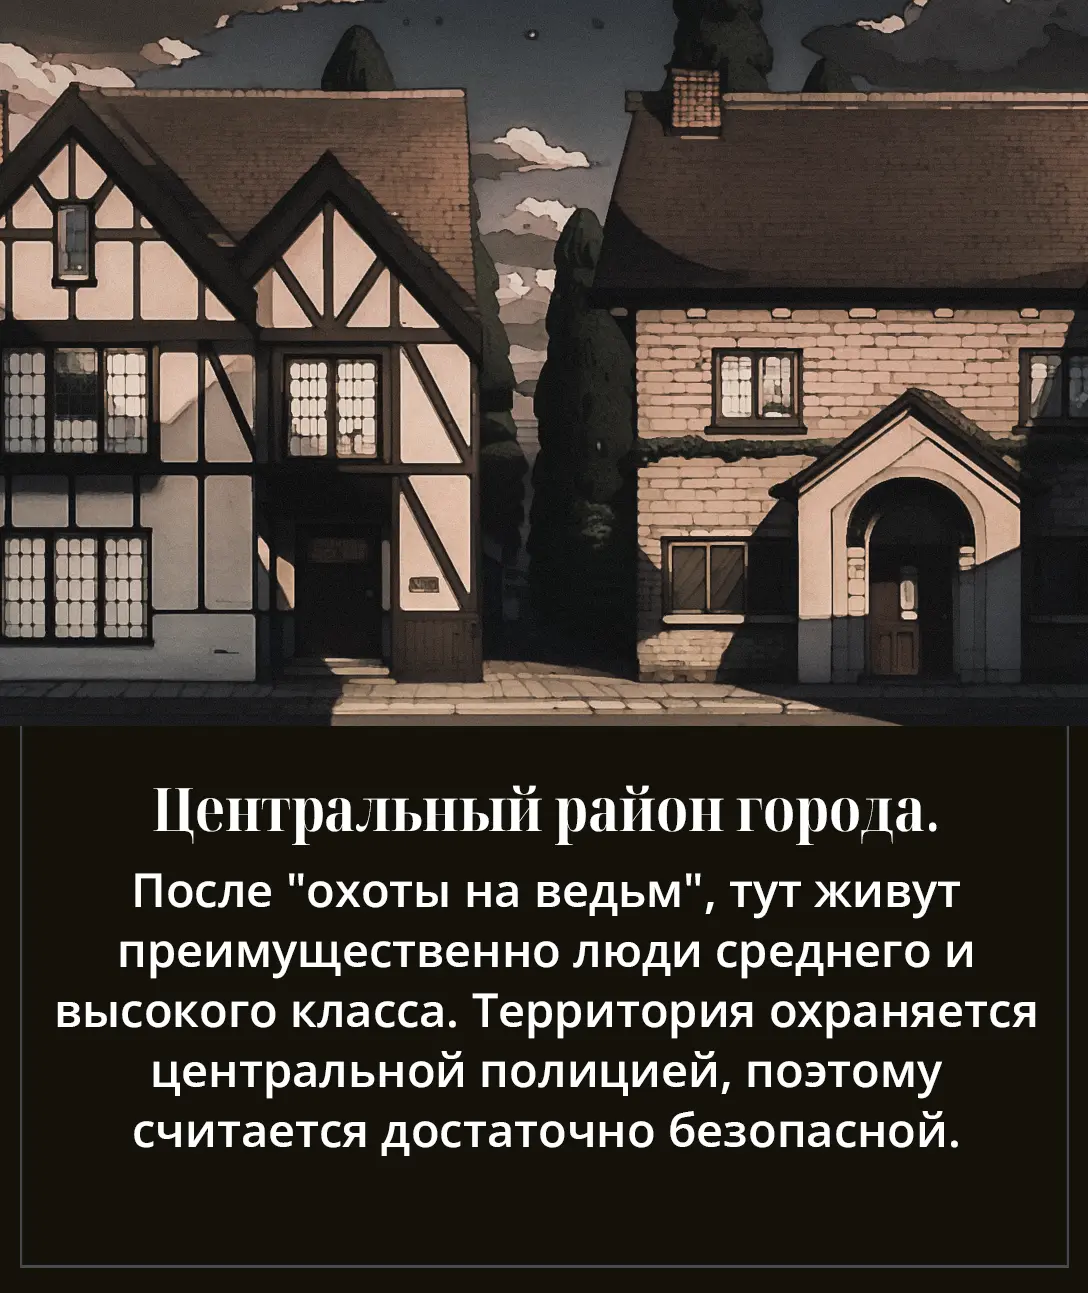 Центральный район города.
После "охоты на ведьм", тут живут
преимущественно люди среднего и
высокого класса. Территория охраняется
центральной полицией, поэтому
считается достаточно безопасной.